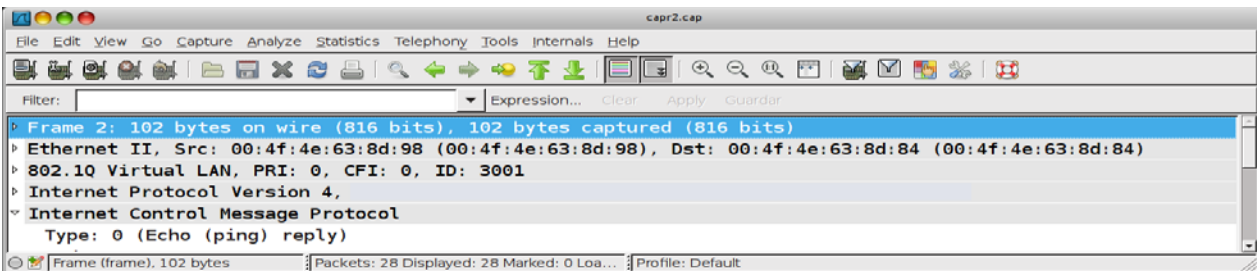 capr2.cap
File Edit View Go Capture Analyze Statistics Telephony Tools Internals Help
Filter: Expression... Clear Apply Guardar
Frame 2: 102 bytes on wire (816 bits), 102 bytes captured (816 bits)
Ethernet II, Src: 00:4f:4e:63:8d:98 (00:4f:4e:63:8d:98), Dst: 00:4f:4e:63:8d:84 (00:4f:4e:63:8d:84)
802.1Q Virtual LAN, PRI: 0, CFI: 0, ID: 3001
Internet Protocol Version 4,
Internet Control Message Protocol
Type: 0 (Echo (ping) reply)
Frame (frame), 102 bytes Packets: 28 Displayed: 28 Marked: 0 Loa... Profile: Default